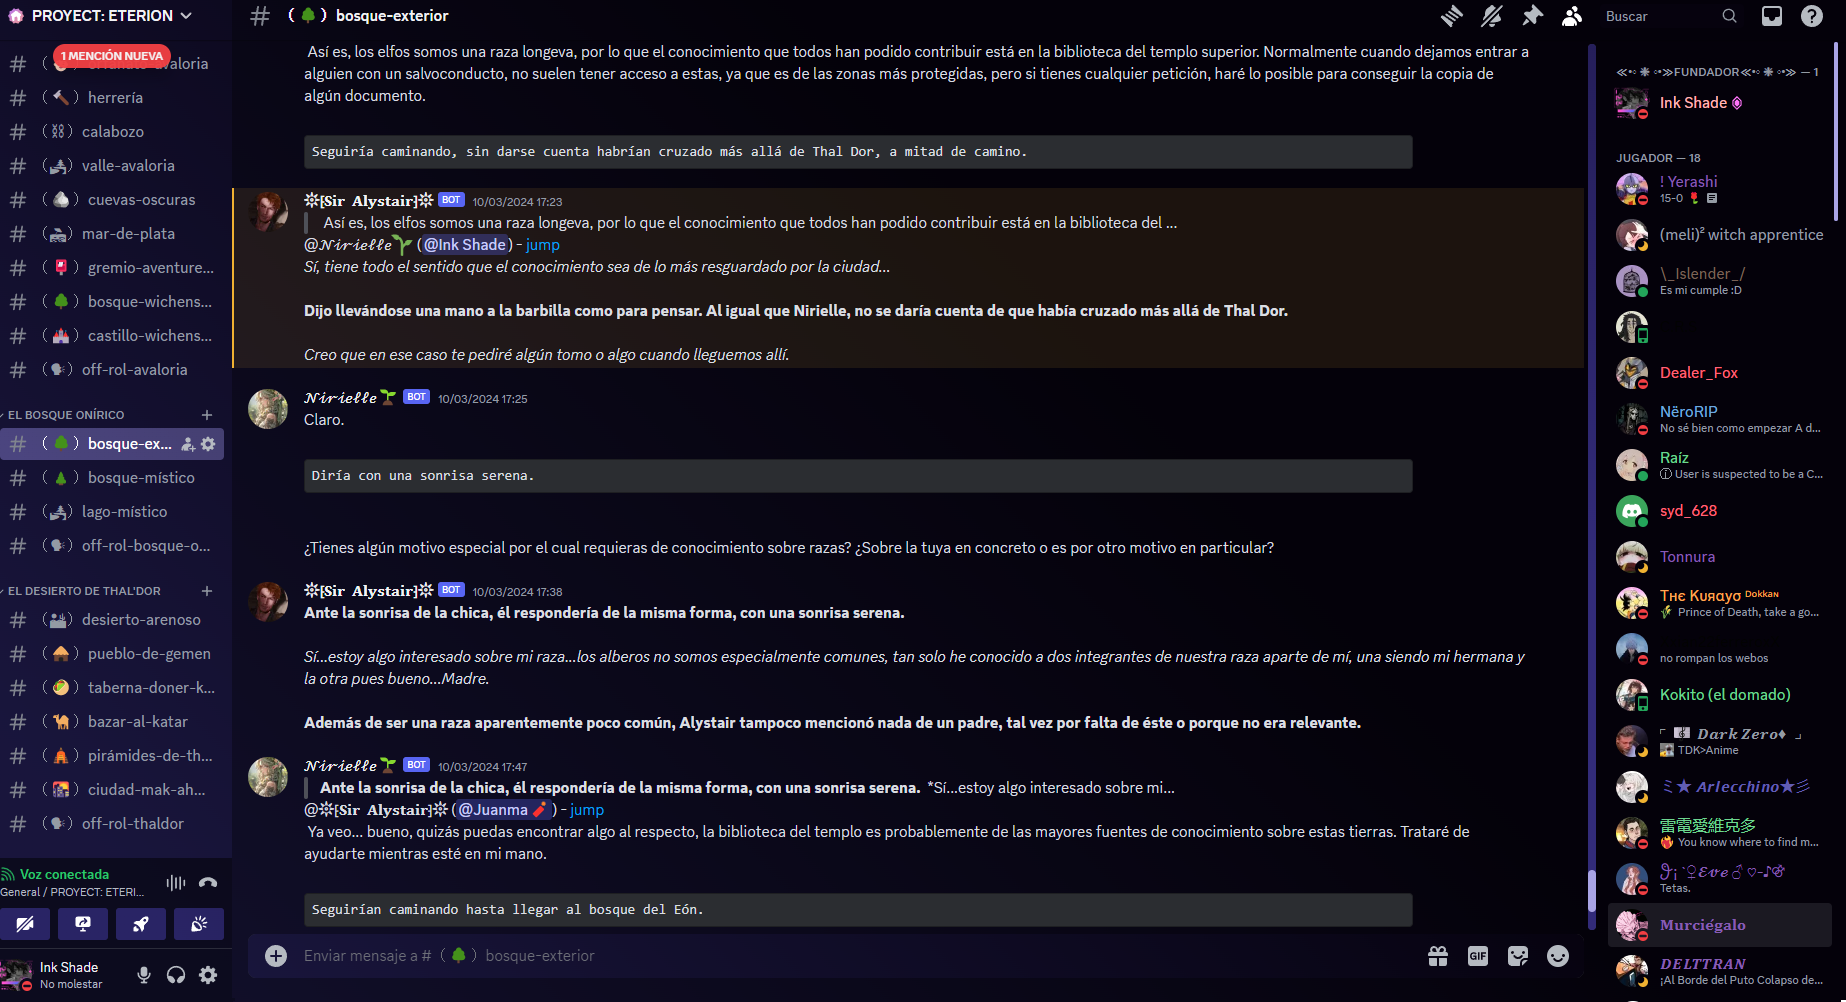 PROYECT: ETERION
1 MENCIÓN NUEVA
herrería
calabozo
valle-avaloria
cuevas-oscuras
mar-de-plata
gremio-aventure...
bosque-wichens...
castillo-wichens...
off-rol-avaloria
EL BOSQUE ONÍRICO
bosque-ex...
bosque-místico
lago-místico
off-rol-bosque-o...
EL DESIERTO DE THAL'DOR
desierto-arenoso
pueblo-de-gemen
taberna-doner-k...
bazar-al-katar
pirámides-de-th...
ciudad-mak-ah...
off-rol-thaldor
Voz conectada
General / PROYECT: ETERI...
Ink Shade
No molestar
bosque-exterior
Así es, los elfos somos una raza longeva, por lo que el conocimiento que todos han podido contribuir está en la biblioteca del templo superior. Normalmente cuando dejamos entrar a
alguien con un salvoconducto, no suelen tener acceso a estas, ya que es de las zonas más protegidas, pero si tienes cualquier petición, haré lo posible para conseguir la copia de
algún documento.
Seguiría caminando, sin darse cuenta habrían cruzado más allá de Thal Dor, a mitad de camino.
[Sir Alystair] BOT 10/03/2024 17:23
Así es, los elfos somos una raza longeva, por lo que el conocimiento que todos han podido contribuir está en la biblioteca del ...
@𝓝𝓲𝓻𝓲𝓮𝓵𝓵𝓮🌱 (@Ink Shade) - jump
Sí, tiene todo el sentido que el conocimiento sea de lo más resguardado por la ciudad...
Dijo llevándose una mano a la barbilla como para pensar. Al igual que Nirielle, no se daría cuenta de que había cruzado más allá de Thal Dor.
Creo que en ese caso te pediré algún tomo o algo cuando lleguemos allí.
𝓝𝓲𝓻𝓲𝓮𝓵𝓵𝓮🌱 BOT 10/03/2024 17:25
Claro.
Diría con una sonrisa serena.
¿Tienes algún motivo especial por el cual requieras de conocimiento sobre razas? ¿Sobre la tuya en concreto o es por otro motivo en particular?
[Sir Alystair] BOT 10/03/2024 17:38
Ante la sonrisa de la chica, él respondería de la misma forma, con una sonrisa serena.
Sí...estoy algo interesado sobre mi raza...los alberos no somos especialmente comunes, tan solo he conocido a dos integrantes de nuestra raza aparte de mí, una siendo mi hermana y
la otra pues bueno...Madre.
Además de ser una raza aparentemente poco común, Alystair tampoco mencionó nada de un padre, tal vez por falta de éste o porque no era relevante.
𝓝𝓲𝓻𝓲𝓮𝓵𝓵𝓮🌱 BOT 10/03/2024 17:47
Ante la sonrisa de la chica, él respondería de la misma forma, con una sonrisa serena. *Sí...estoy algo interesado sobre mi...
@[Sir Alystair] (@Juanma) - jump
Ya veo... bueno, quizás puedas encontrar algo al respecto, la biblioteca del templo es probablemente de las mayores fuentes de conocimiento sobre estas tierras. Trataré de
ayudarte mientras esté en mi mano.
Seguirían caminando hasta llegar al bosque del Eón.
Enviar mensaje a # (🌳) bosque-exterior
GIF
Buscar
FUNDADOR — 1
Ink Shade
JUGADOR — 18
! Yerashi
15-0
(meli)² witch apprentice
\_Islender_/
Es mi cumple :D
Dealer_Fox
NëroRIP
No sé bien como empezar A d...
Raíz
User is suspected to be a C...
syd_628
Tonnura
Tнє Kuяayσ ᴰᵒᵏᵏᵃᴺ
Prince of Death, take a go...
no rompan los webos
Kokito (el domado)
Dark Zero♦
TDK>Anime
ミ★ Arlecchino★彡
雷電愛維克多
You know where to find m...
Tetas.
Murciégalo
DELTTRAN
¡Al Borde del Puto Colapso de...